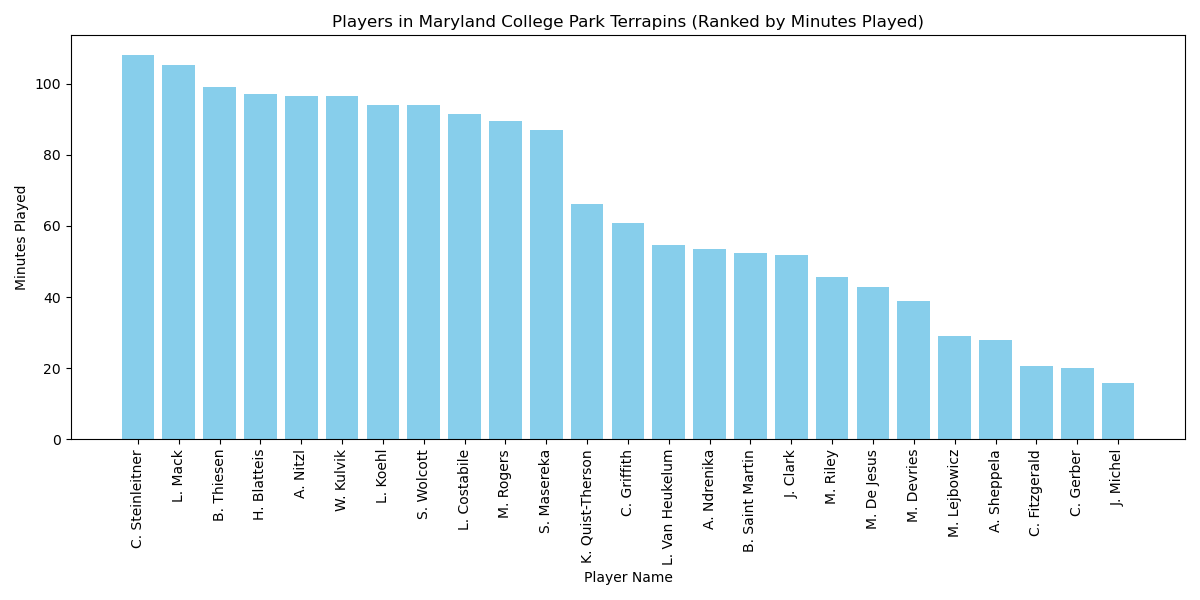 Players in Maryland College Park Terrapins (Ranked by Minutes Played)
Minutes Played
100
80
60
40
20
0
C. Steinleitner
L. Mack
B. Thiesen
H. Blatteis
A. Nitzl
W. Kulvik
L. Koehl
S. Wolcott
L. Costabile
M. Rogers
S. Masereka
K. Quist-Therson
C. Griffith
L. Van Heukelum
A. Ndrenika
B. Saint Martin
J. Clark
M. Riley
M. De Jesus
M. Devries
M. Lejbowicz
A. Sheppela
C. Fitzgerald
C. Gerber
J. Michel
Player Name